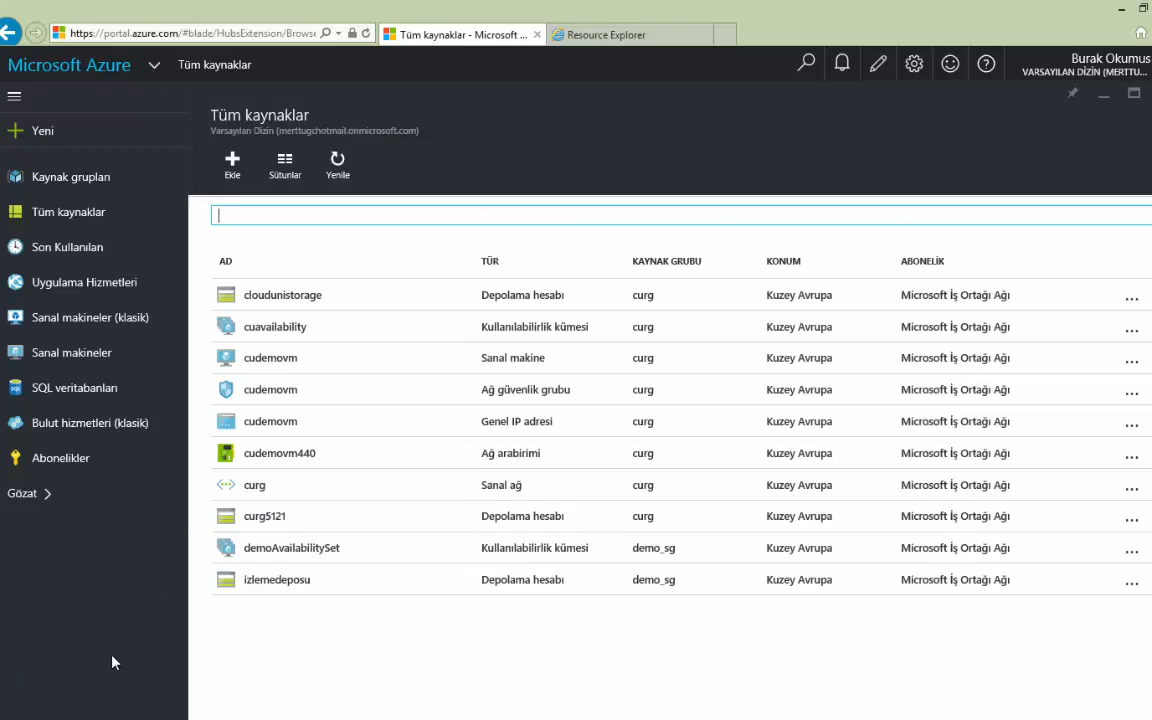 https://portal.azure.com/#blade/HubsExtension/Browse
Tüm kaynaklar - Microsoft ...
Resource Explorer
Microsoft Azure
Tüm kaynaklar
Burak Okumus
VARSAYILAN DİZİN (MERTTU...
Yeni
Kaynak grupları
Tüm kaynaklar
Son Kullanılan
Uygulama Hizmetleri
Sanal makineler (klasik)
Sanal makineler
SQL veritabanları
Bulut hizmetleri (klasik)
Abonelikler
Gözat
Tüm kaynaklar
Varsayılan Dizin (merttugchotmail.onmicrosoft.com)
Ekle Sütunlar Yenile
AD TÜR KAYNAK GRUBU KONUM ABONELİK
cloudunistorage Depolama hesabı curg Kuzey Avrupa Microsoft İş Ortağı Ağı ...
cuavailability Kullanılabilirlik kümesi curg Kuzey Avrupa Microsoft İş Ortağı Ağı ...
cudemovm Sanal makine curg Kuzey Avrupa Microsoft İş Ortağı Ağı ...
cudemovm Ağ güvenlik grubu curg Kuzey Avrupa Microsoft İş Ortağı Ağı ...
cudemovm Genel IP adresi curg Kuzey Avrupa Microsoft İş Ortağı Ağı ...
cudemovm440 Ağ arabirimi curg Kuzey Avrupa Microsoft İş Ortağı Ağı ...
curg Sanal ağ curg Kuzey Avrupa Microsoft İş Ortağı Ağı ...
curg5121 Depolama hesabı curg Kuzey Avrupa Microsoft İş Ortağı Ağı ...
demoAvailabilitySet Kullanılabilirlik kümesi demo_sg Kuzey Avrupa Microsoft İş Ortağı Ağı ...
izlemedeposu Depolama hesabı demo_sg Kuzey Avrupa Microsoft İş Ortağı Ağı ...